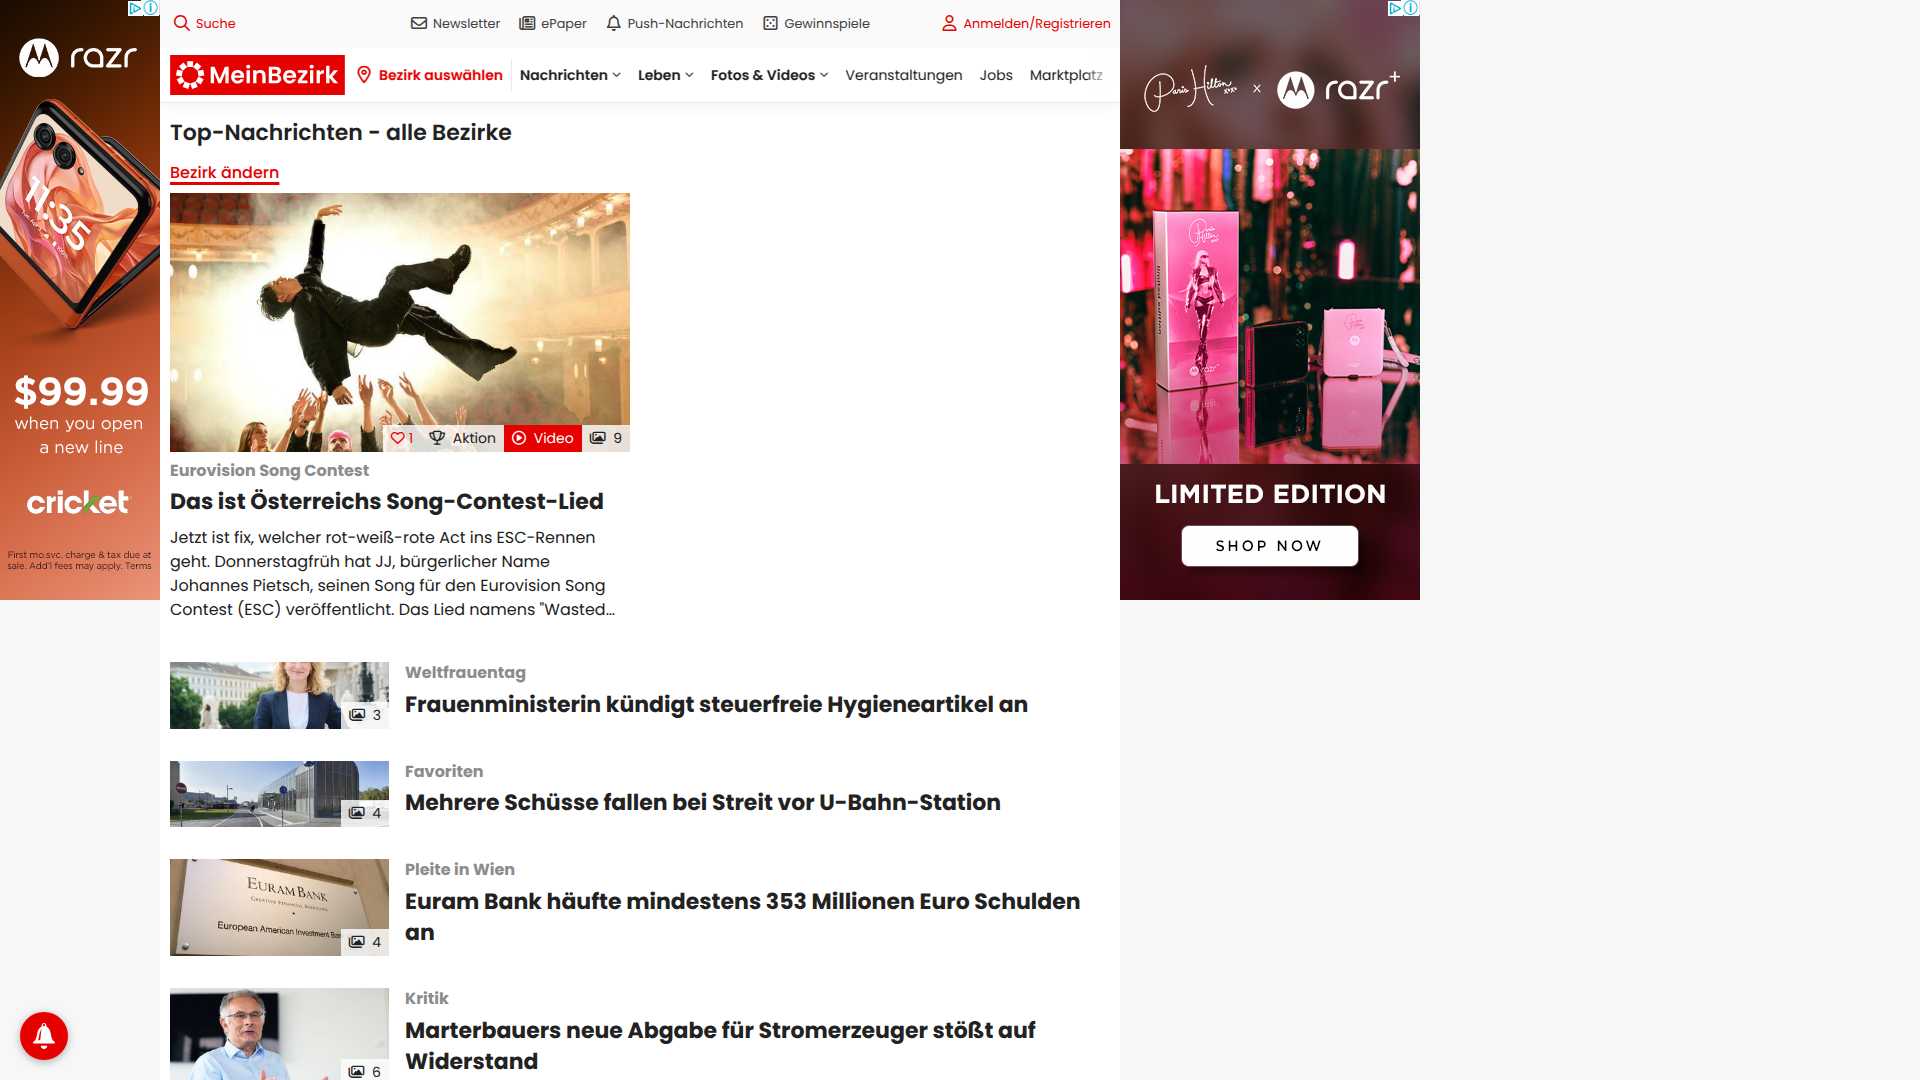 Suche
Newsletter
ePaper
Push-Nachrichten
Gewinnspiele
Anmelden/Registrieren
MeinBezirk
Bezirk auswählen
Nachrichten
Leben
Fotos & Videos
Veranstaltungen
Jobs
Marktplatz
razr
11:35
$99.99
when you open
a new line
cricket
First mo.svc. charge & tax due at
sale. Add'l fees may apply. Terms
Top-Nachrichten - alle Bezirke
Bezirk ändern
1
Aktion
Video
9
Eurovision Song Contest
Das ist Österreichs Song-Contest-Lied
Jetzt ist fix, welcher rot-weiß-rote Act ins ESC-Rennen
geht. Donnerstagfrüh hat JJ, bürgerlicher Name
Johannes Pietsch, seinen Song für den Eurovision Song
Contest (ESC) veröffentlicht. Das Lied namens "Wasted...
3
Weltfrauentag
Frauenministerin kündigt steuerfreie Hygieneartikel an
4
Favoriten
Mehrere Schüsse fallen bei Streit vor U-Bahn-Station
EURAM BANK
European American Investment Ban
4
Pleite in Wien
Euram Bank häufte mindestens 353 Millionen Euro Schulden
an
6
Kritik
Marterbauers neue Abgabe für Stromerzeuger stößt auf
Widerstand
Paris Hilton
x
razr+
LIMITED EDITION
SHOP NOW